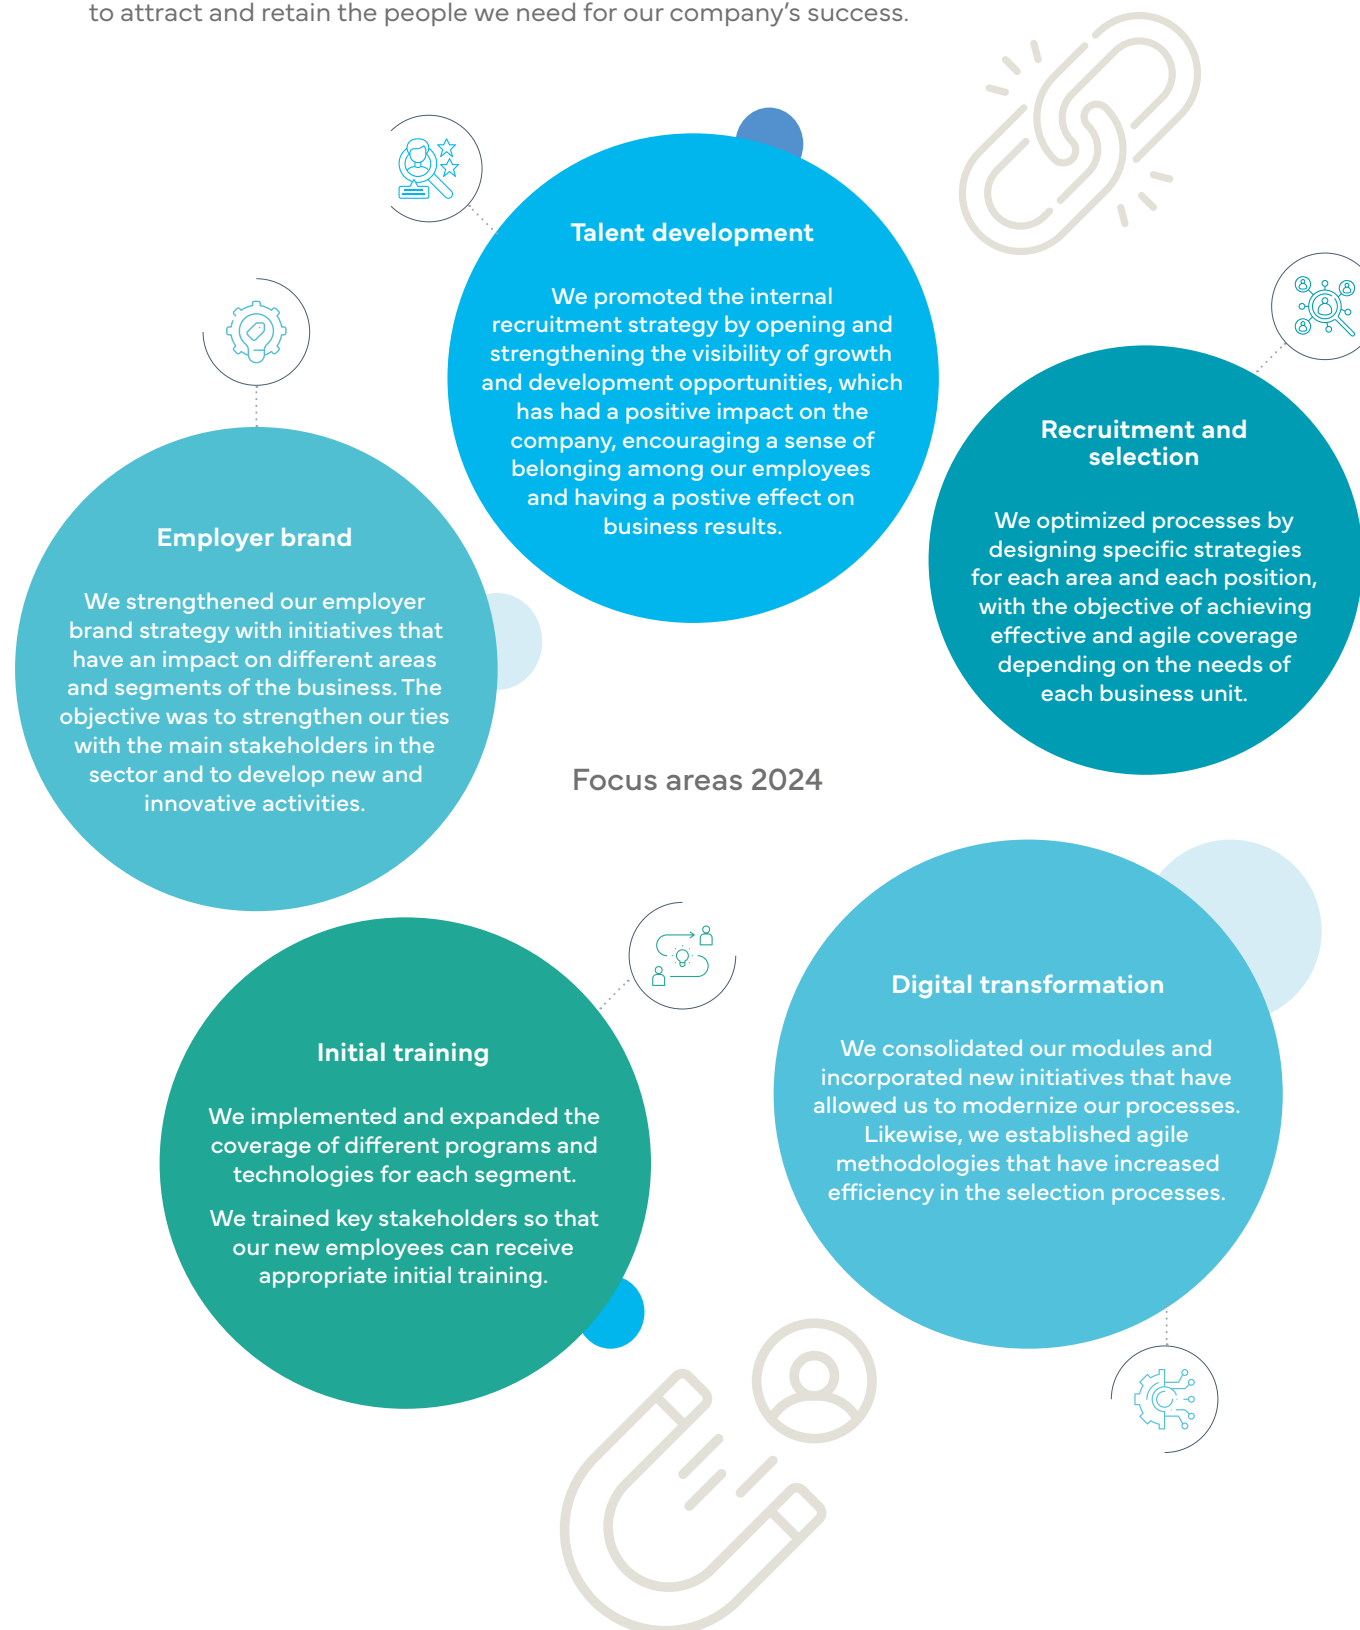 to attract and retain the people we need for our company’s success.
Talent development
We promoted the internal
recruitment strategy by opening and
strengthening the visibility of growth
and development opportunities, which
has had a positive impact on the
company, encouraging a sense of
belonging among our employees
and having a postive effect on
business results.
Recruitment and
selection
We optimized processes by
designing specific strategies
for each area and each position,
with the objective of achieving
effective and agile coverage
depending on the needs of
each business unit.
Employer brand
We strengthened our employer
brand strategy with initiatives that
have an impact on different areas
and segments of the business. The
objective was to strengthen our ties
with the main stakeholders in the
sector and to develop new and
innovative activities.
Focus areas 2024
Initial training
We implemented and expanded the
coverage of different programs and
technologies for each segment.
We trained key stakeholders so that
our new employees can receive
appropriate initial training.
Digital transformation
We consolidated our modules and
incorporated new initiatives that have
allowed us to modernize our processes.
Likewise, we established agile
methodologies that have increased
efficiency in the selection processes.